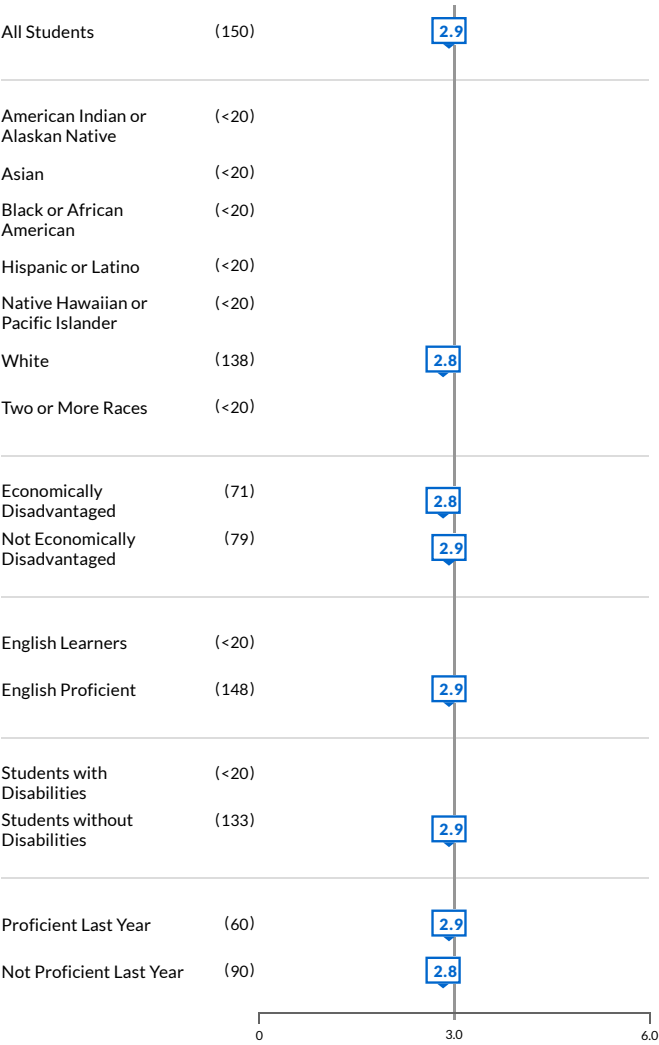 All Students (150) 2.9
American Indian or (<20)
Alaskan Native
Asian (<20)
Black or African (<20)
American
Hispanic or Latino (<20)
Native Hawaiian or (<20)
Pacific Islander
White (138) 2.8
Two or More Races (<20)
Economically (71) 2.8
Disadvantaged
Not Economically (79) 2.9
Disadvantaged
English Learners (<20)
English Proficient (148) 2.9
Students with (<20)
Disabilities
Students without (133) 2.9
Disabilities
Proficient Last Year (60) 2.9
Not Proficient Last Year (90) 2.8
0 3.0 6.0